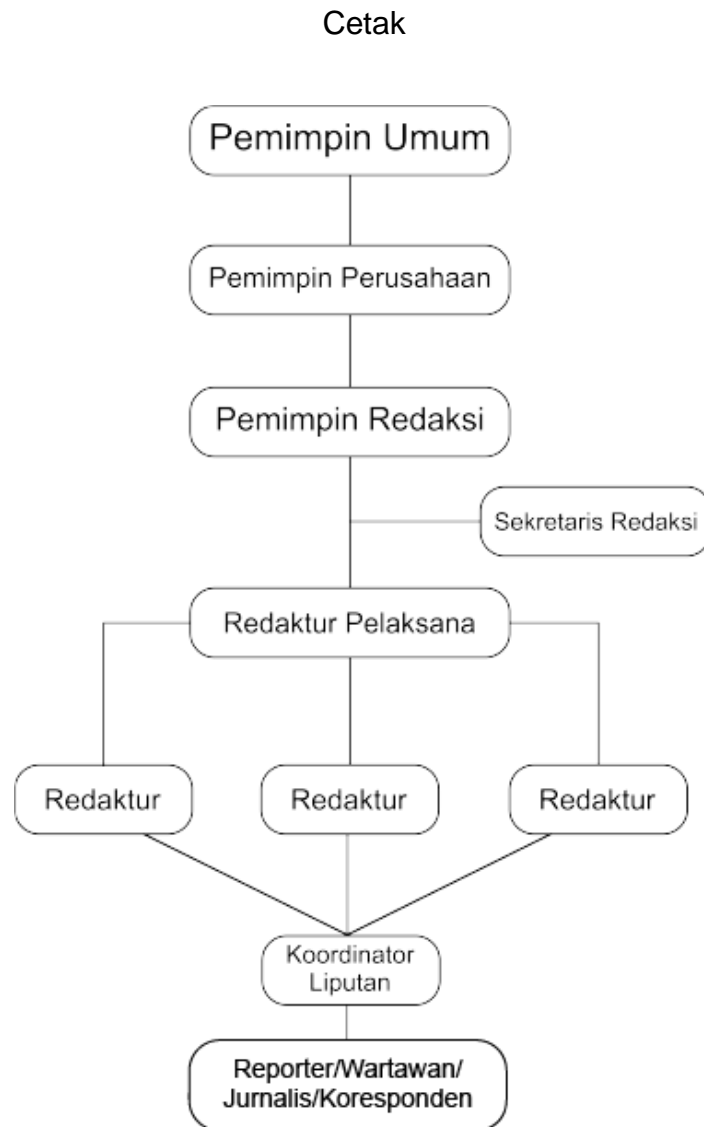 Cetak
Pemimpin Umum
Pemimpin Perusahaan
Pemimpin Redaksi
Sekretaris Redaksi
Redaktur Pelaksana
Redaktur
Redaktur
Redaktur
Koordinator
Liputan
Reporter/Wartawan/
Jurnalis/Koresponden